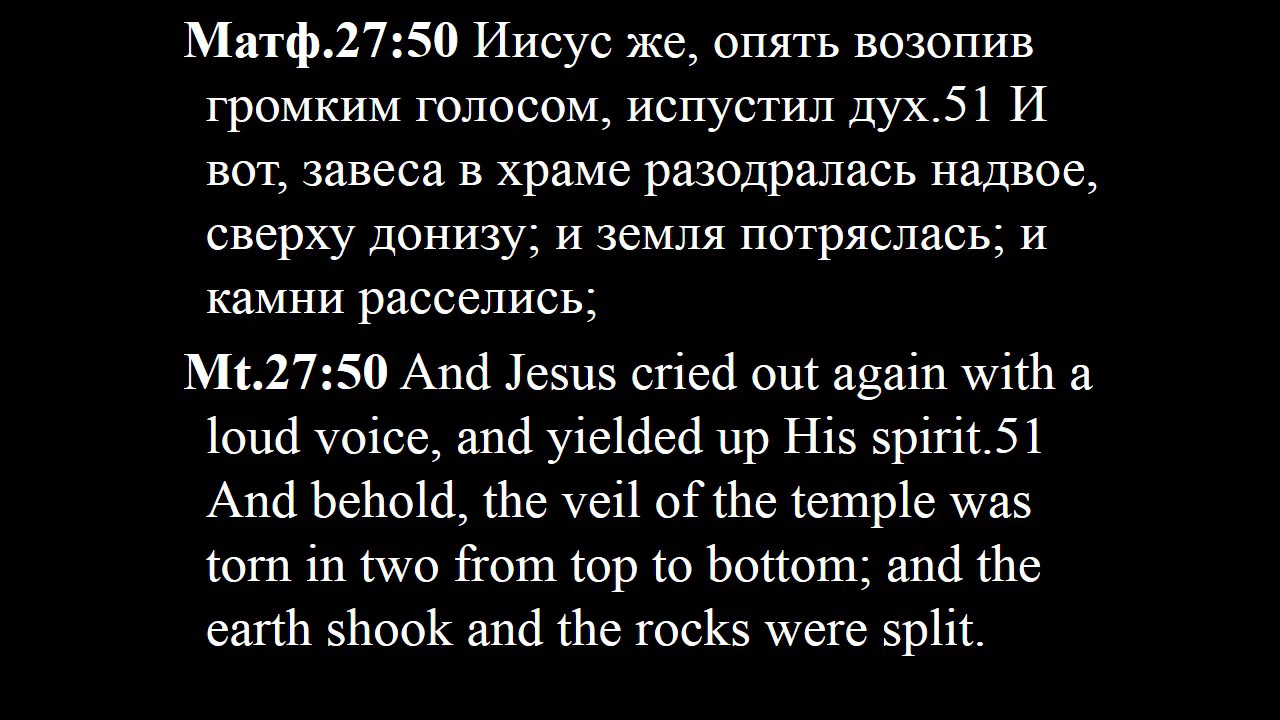 Матф.27:50 Иисус же, опять возопив
громким голосом, испустил дух.51 И
вот, завеса в храме разодралась надвое,
сверху донизу; и земля потряслась; и
камни расселись;
Mt.27:50 And Jesus cried out again with a
loud voice, and yielded up His spirit.51
And behold, the veil of the temple was
torn in two from top to bottom; and the
earth shook and the rocks were split.